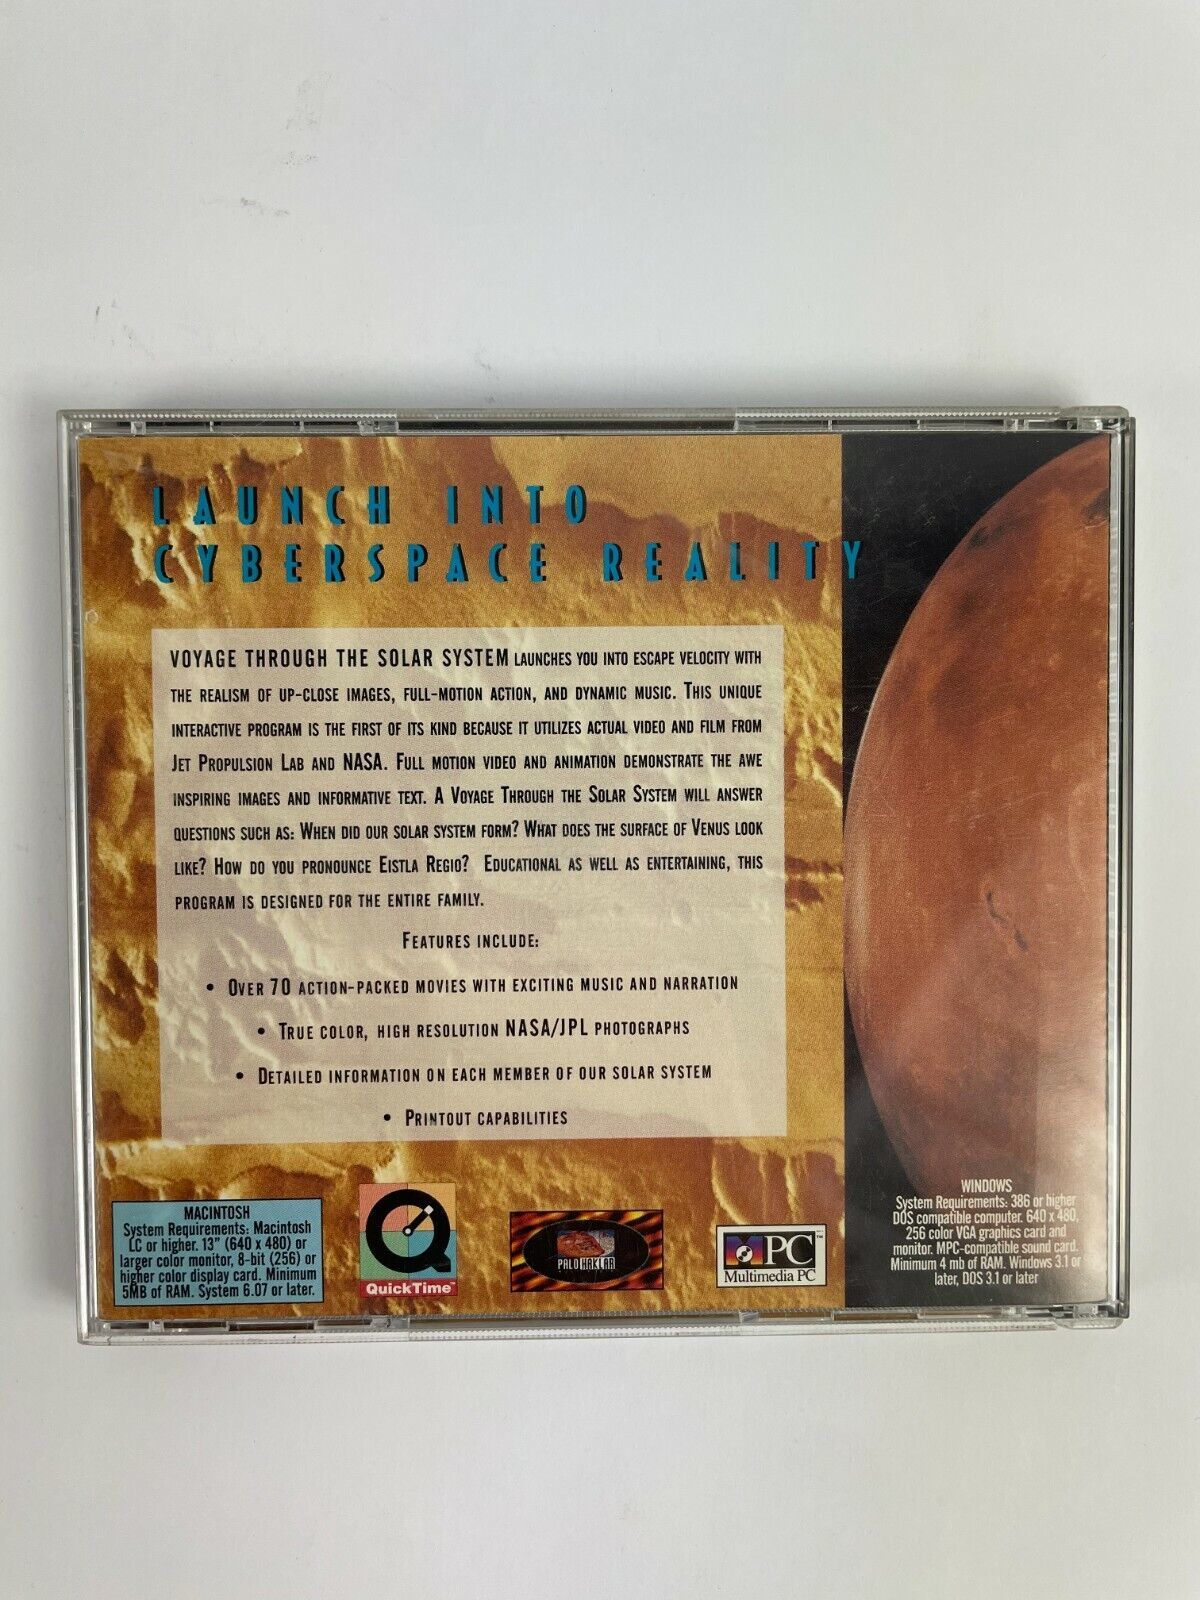 LAUNCH INTO
CYBERSPACE REALITY
VOYAGE THROUGH THE SOLAR SYSTEM LAUNCHES YOU INTO ESCAPE VELOCITY WITH
THE REALISM OF UP-CLOSE IMAGES, FULL-MOTION ACTION, AND DYNAMIC MUSIC. THIS UNIQUE
INTERACTIVE PROGRAM IS THE FIRST OF ITS KIND BECAUSE IT UTILIZES ACTUAL VIDEO AND FILM FROM
JET PROPULSION LAB AND NASA. FULL MOTION VIDEO AND ANIMATION DEMONSTRATE THE AWE
INSPIRING IMAGES AND INFORMATIVE TEXT. A VOYAGE THROUGH THE SOLAR SYSTEM WILL ANSWER
QUESTIONS SUCH AS: WHEN DID OUR SOLAR SYSTEM FORM? WHAT DOES THE SURFACE OF VENUS LOOK
LIKE? HOW DO YOU PRONOUNCE EISTLA REGIO? EDUCATIONAL AS WELL AS ENTERTAINING, THIS
PROGRAM IS DESIGNED FOR THE ENTIRE FAMILY.
FEATURES INCLUDE:
• OVER 70 ACTION-PACKED MOVIES WITH EXCITING MUSIC AND NARRATION
• TRUE COLOR, HIGH RESOLUTION NASA/JPL PHOTOGRAPHS
• DETAILED INFORMATION ON EACH MEMBER OF OUR SOLAR SYSTEM
• PRINTOUT CAPABILITIES
MACINTOSH
System Requirements: Macintosh
LC or higher. 13" (640 x 480) or
larger color monitor, 8-bit (256) or
higher color display card. Minimum
5MB of RAM. System 6.07 or later.
QuickTime™
PALO HAKLAR
MPC™
Multimedia PC
WINDOWS
System Requirements: 386 or higher
DOS compatible computer. 640 x 480,
256 color VGA graphics card and
monitor. MPC-compatible sound card.
Minimum 4 mb of RAM. Windows 3.1 or
later, DOS 3.1 or later